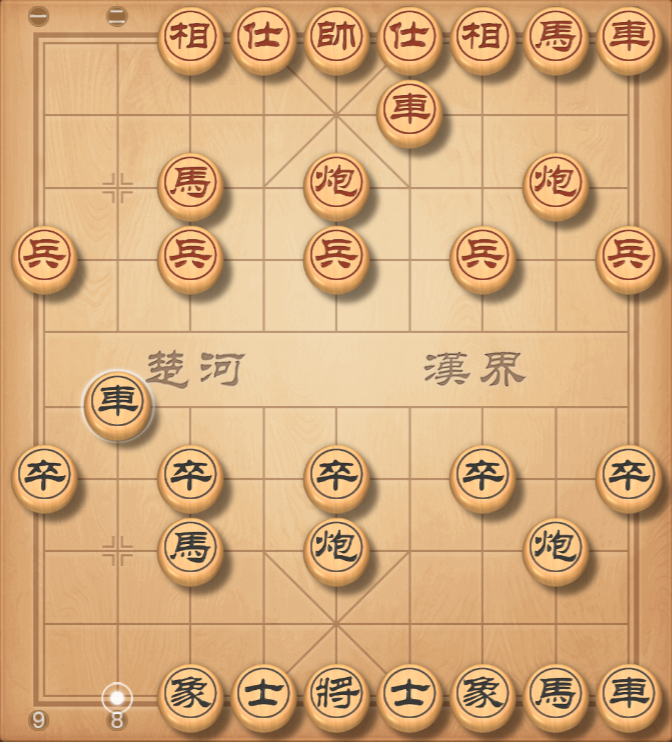 一 二
相 仕 帥 仕 相 馬 車
車
馬 炮 炮
兵 兵 兵 兵 兵
楚河 漢界
車
卒 卒 卒 卒 卒
馬 炮 炮
象 士 將 士 象 馬 車
9 8